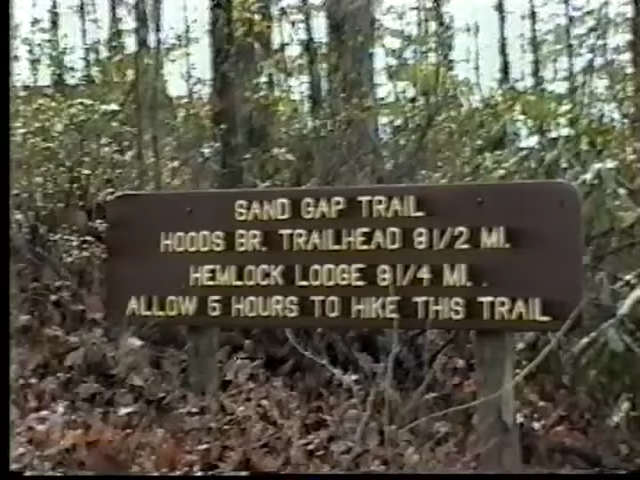 SAND GAP TRAIL
HOODS BR. TRAILHEAD 8 1/2 MI.
HEMLOCK LODGE 8 1/4 MI.
ALLOW 5 HOURS TO HIKE THIS TRAIL